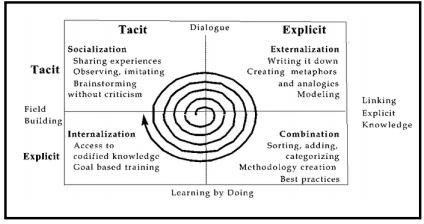 Tacit
Dialogue
Explicit
Tacit
Socialization
Sharing experiences
Observing, imitating
Brainstorming
without criticism
Externalization
Writing it down
Creating metaphors
and analogies
Modeling
Field
Building
Linking
Explicit
Knowledge
Explicit
Internalization
Access to
codified knowledge
Goal based training
Combination
Sorting, adding,
categorizing
Methodology creation
Best practices
Learning by Doing